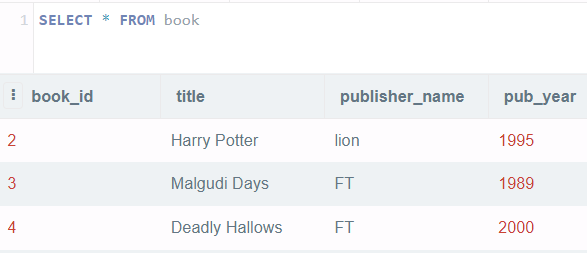 1 SELECT * FROM book
book_id title publisher_name pub_year
2 Harry Potter lion 1995
3 Malgudi Days FT 1989
4 Deadly Hallows FT 2000